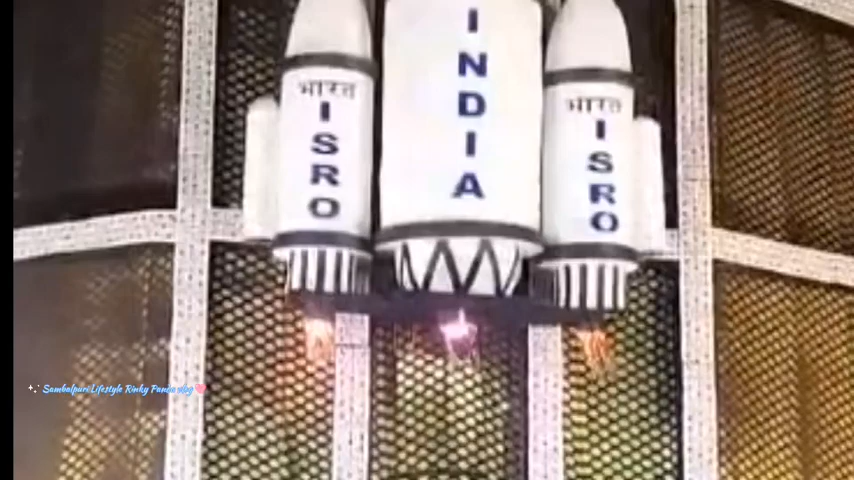 INDIA
भारत
ISRO
भारत
ISRO
Sambalpuri Lifestyle Rinky Panda vlog